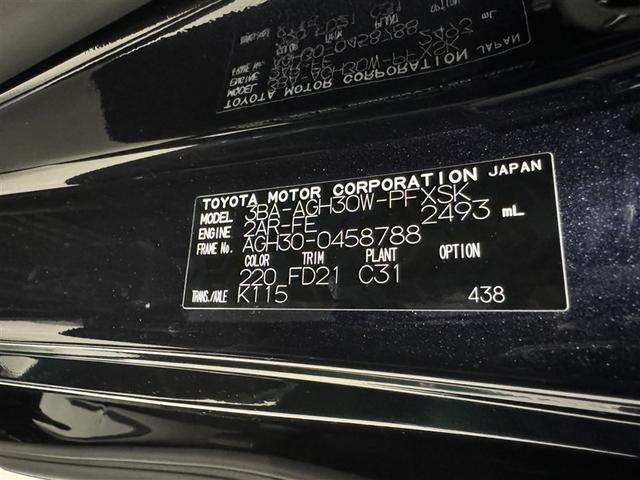 TOYOTA MOTOR CORPORATION JAPAN
MODEL 3BA-AGH30W-PFXSK
ENGINE 2AR-FE 2493 mL
FRAME No. AGH30-0458788
COLOR TRIM PLANT OPTION
220 FD21 C31
TRANS./AXLE K115 438